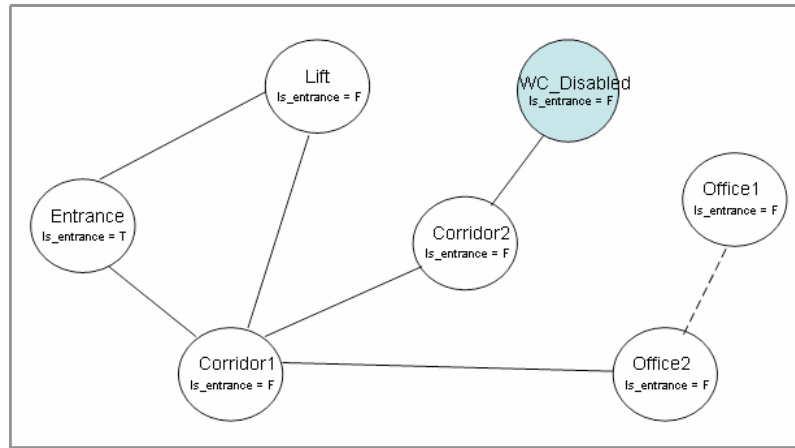 Lift
Is_entrance = F
WC_Disabled
Is_entrance = F
Office1
Is_entrance = F
Entrance
Is_entrance = T
Corridor2
Is_entrance = F
Corridor1
Is_entrance = F
Office2
Is_entrance = F